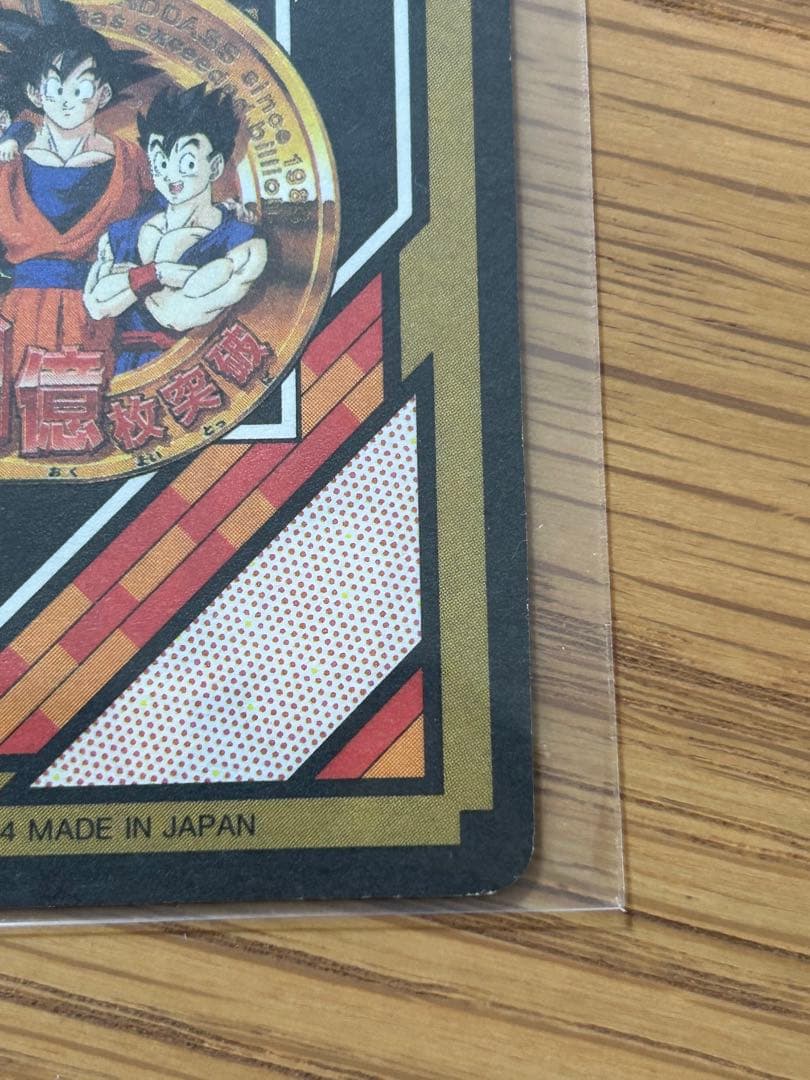 DDASS since 198
as exceeded billion
億枚突破
おく まい とっ ぱ
4 MADE IN JAPAN